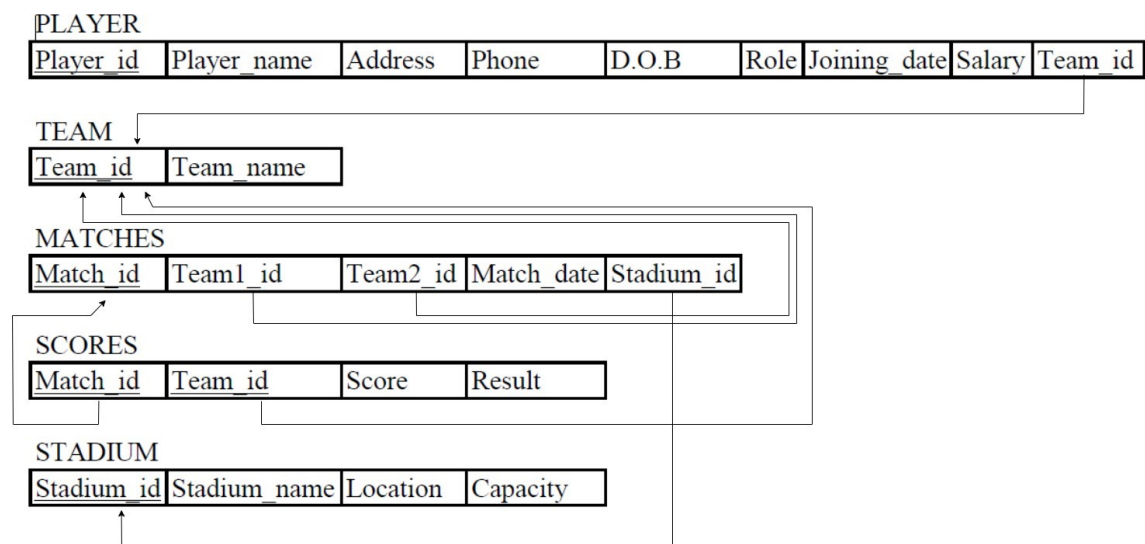 PLAYER
Player_id Player_name Address Phone D.O.B Role Joining_date Salary Team_id
TEAM
Team_id Team_name
MATCHES
Match_id Team1_id Team2_id Match_date Stadium_id
SCORES
Match_id Team_id Score Result
STADIUM
Stadium_id Stadium_name Location Capacity